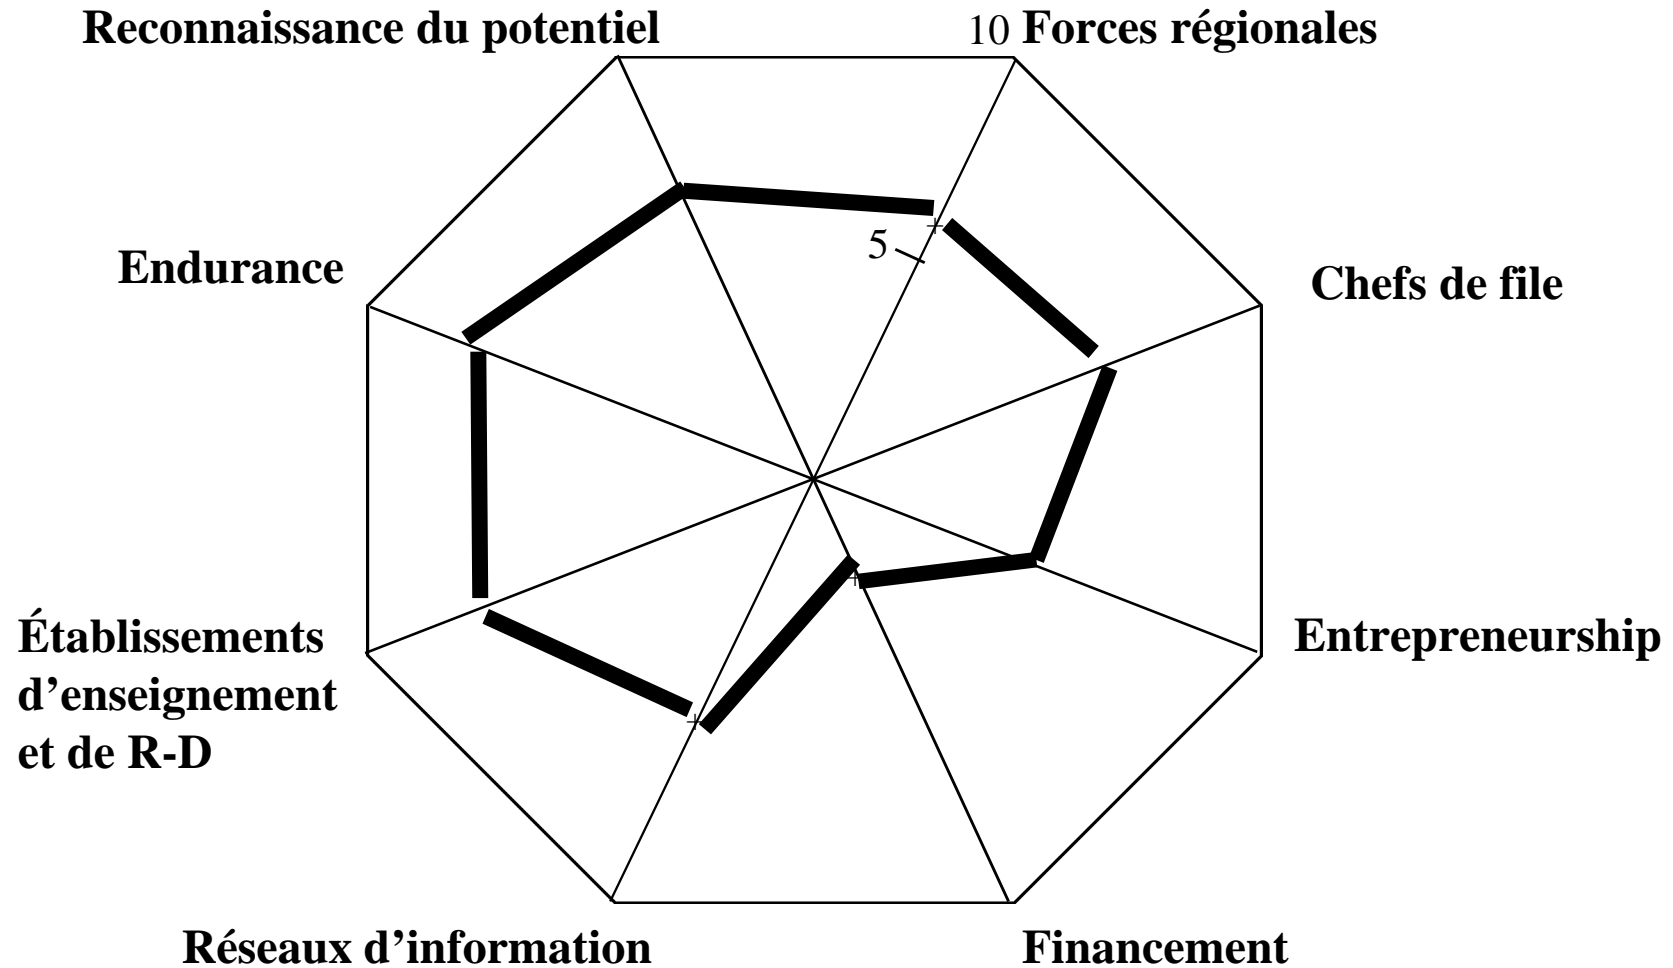 Reconnaissance du potentiel
10 Forces régionales
5
Endurance
Chefs de file
Établissements
d’enseignement
et de R-D
Entrepreneurship
Réseaux d’information
Financement